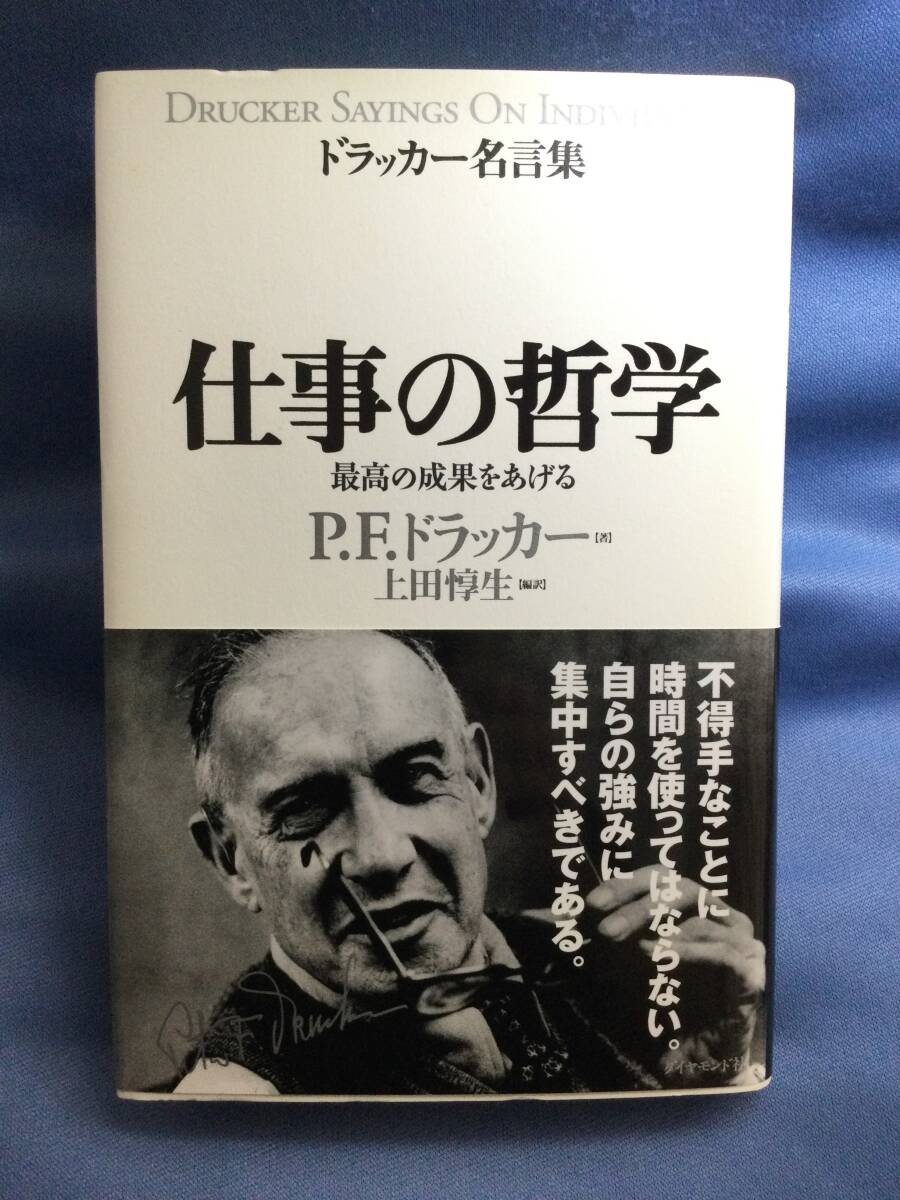 DRUCKER SAYINGS ON
ドラッカー名言集
仕事の哲学
最高の成果をあげる
P.F.ドラッカー【著】
上田惇生【編訳】
不得手なことに
時間を使ってはならない。
自らの強みに
集中すべきである。
Peter F. Drucker
ダイヤモンド社